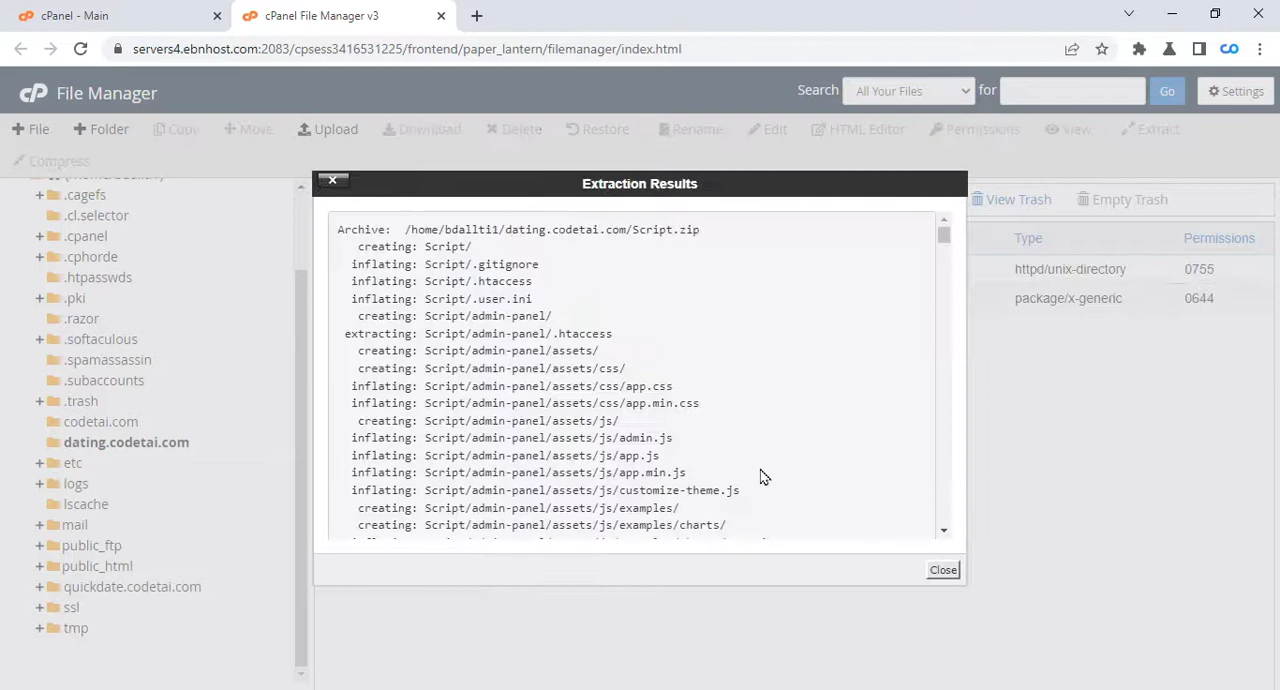 cPanel - Main
cPanel File Manager v3
servers4.ebnhost.com:2083/cpsess3416531225/frontend/paper_lantern/filemanager/index.html
cP File Manager
Search All Your Files for Go Settings
File Folder Copy Move Upload Download Delete Restore Rename Edit HTML Editor Permissions View Extract
Compress
Extraction Results
.cagefs
.cl.selector
.cpanel
.cphorde
.htpasswds
.pki
.razor
.softaculous
.spamassassin
.subaccounts
.trash
codetai.com
dating.codetai.com
etc
logs
lscache
mail
public_ftp
public_html
quickdate.codetai.com
ssl
tmp
Archive: /home/bdalltil/dating.codetai.com/Script.zip
creating: Script/
inflating: Script/.gitignore
inflating: Script/.htaccess
inflating: Script/.user.ini
creating: Script/admin-panel/
extracting: Script/admin-panel/.htaccess
creating: Script/admin-panel/assets/
creating: Script/admin-panel/assets/css/
inflating: Script/admin-panel/assets/css/app.css
inflating: Script/admin-panel/assets/css/app.min.css
creating: Script/admin-panel/assets/js/
inflating: Script/admin-panel/assets/js/admin.js
inflating: Script/admin-panel/assets/js/app.js
inflating: Script/admin-panel/assets/js/app.min.js
inflating: Script/admin-panel/assets/js/customize-theme.js
creating: Script/admin-panel/assets/js/examples/
creating: Script/admin-panel/assets/js/examples/charts/
Close
View Trash Empty Trash
Type Permissions
httpd/unix-directory 0755
package/x-generic 0644